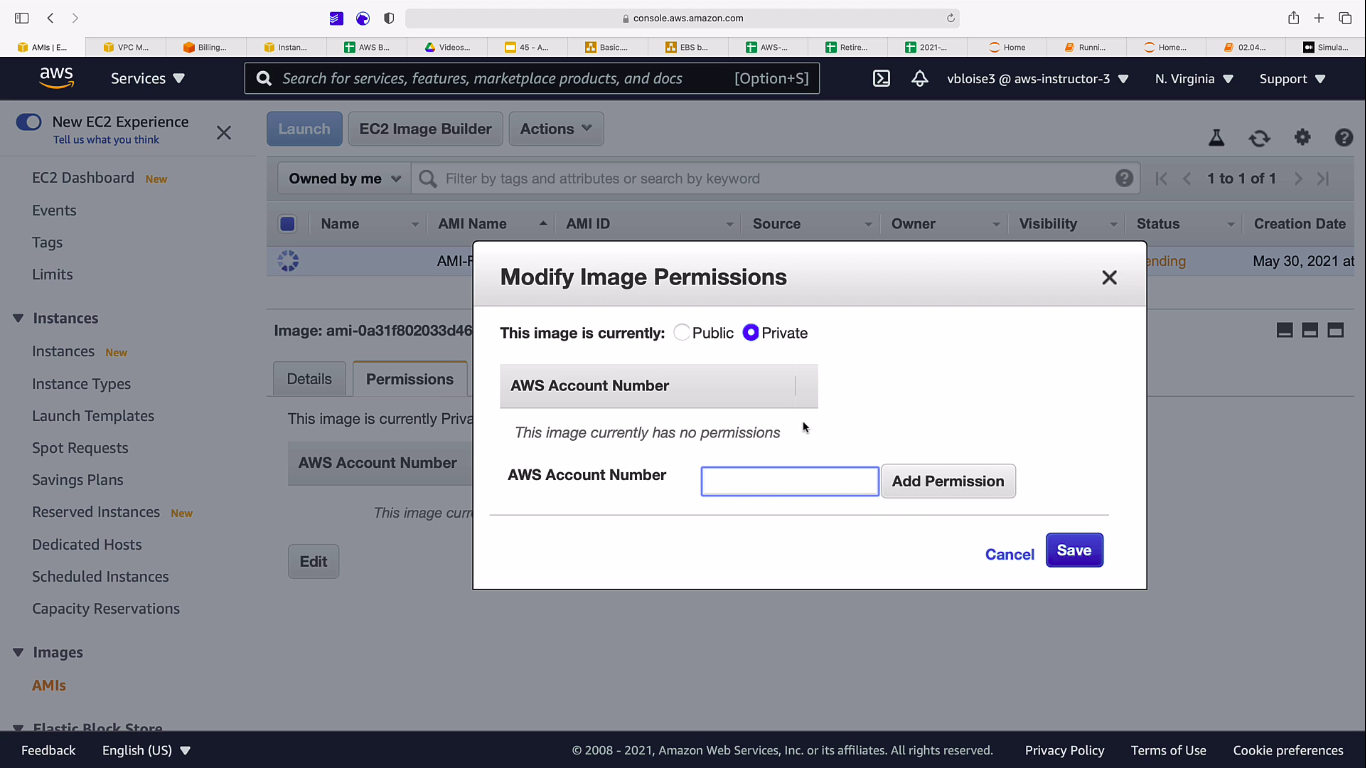 console.aws.amazon.com
AMIs | E...
VPC M...
Billing...
Instan...
AWS B...
Videos...
45 - A...
Basic....
EBS b...
AWS-...
Retire...
2021-...
Home
Runni...
Home...
02.04...
Simula...
aws
Services
Search for services, features, marketplace products, and docs
[Option+S]
vbloise3 @ aws-instructor-3
N. Virginia
Support
New EC2 Experience
Tell us what you think
Launch
EC2 Image Builder
Actions
Owned by me
Filter by tags and attributes or search by keyword
1 to 1 of 1
Name
AMI Name
AMI ID
Source
Owner
Visibility
Status
Creation Date
ending
May 30, 2021 at
EC2 Dashboard New
Events
Tags
Limits
Instances
Instances New
Instance Types
Launch Templates
Spot Requests
Savings Plans
Reserved Instances New
Dedicated Hosts
Scheduled Instances
Capacity Reservations
Images
AMIs
Elastic Block Store
Image: ami-0a31f802033d46
Details
Permissions
This image is currently Priva
AWS Account Number
This image curr
Edit
Modify Image Permissions
This image is currently: Public Private
AWS Account Number
This image currently has no permissions
AWS Account Number
Add Permission
Cancel
Save
Feedback
English (US)
© 2008 - 2021, Amazon Web Services, Inc. or its affiliates. All rights reserved.
Privacy Policy
Terms of Use
Cookie preferences